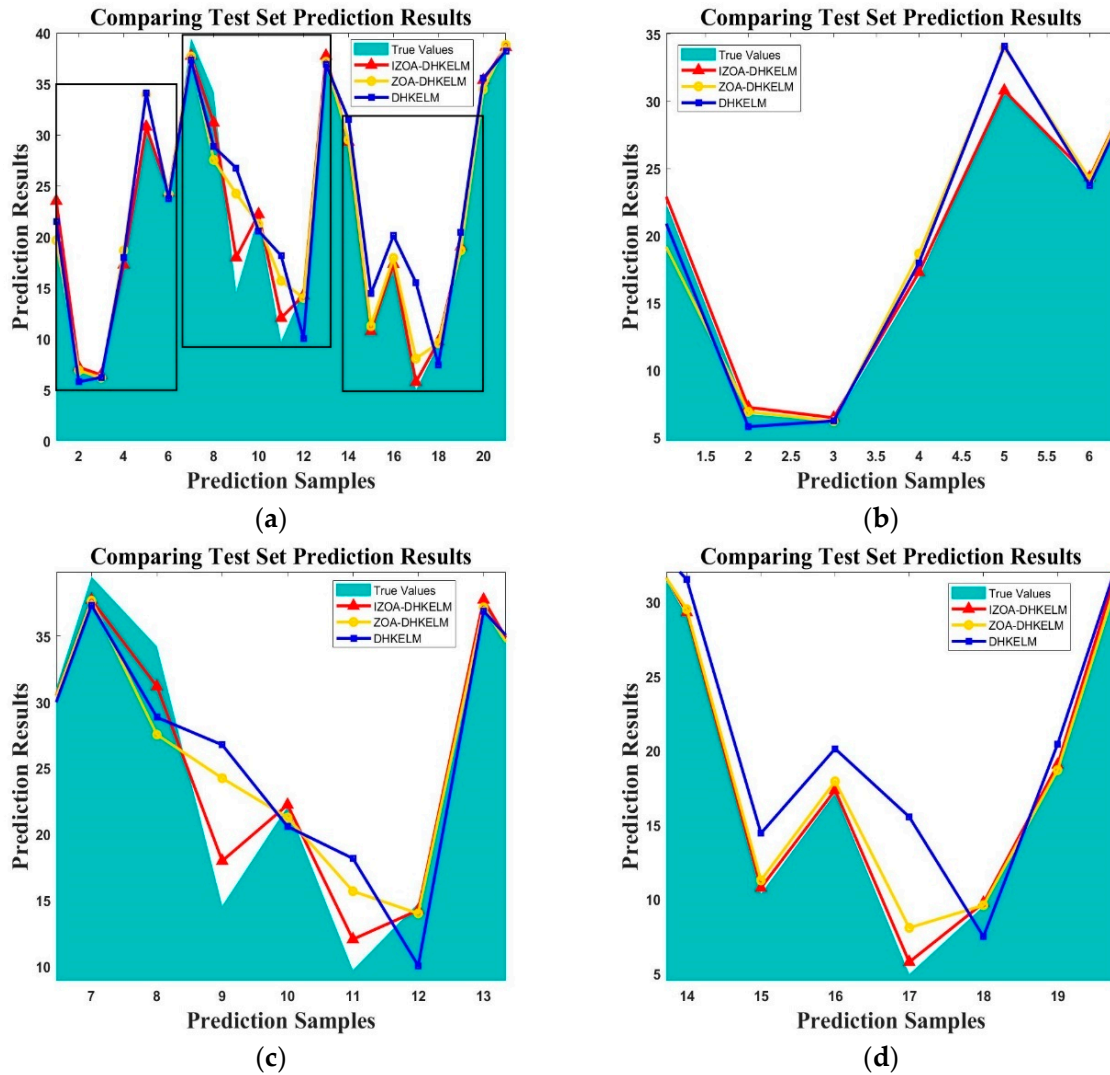 Comparing Test Set Prediction Results
40
35
30
25
20
15
10
5
0
2 4 6 8 10 12 14 16 18 20
Prediction Results
Prediction Samples
True Values
IZOA-DHKELM
ZOA-DHKELM
DHKELM
(a)
Comparing Test Set Prediction Results
35
30
25
20
15
10
5
1.5 2 2.5 3 3.5 4 4.5 5 5.5 6
Prediction Results
Prediction Samples
True Values
IZOA-DHKELM
ZOA-DHKELM
DHKELM
(b)
Comparing Test Set Prediction Results
35
30
25
20
15
10
7 8 9 10 11 12 13
Prediction Results
Prediction Samples
True Values
IZOA-DHKELM
ZOA-DHKELM
DHKELM
(c)
Comparing Test Set Prediction Results
30
25
20
15
10
5
14 15 16 17 18 19
Prediction Results
Prediction Samples
True Values
IZOA-DHKELM
ZOA-DHKELM
DHKELM
(d)